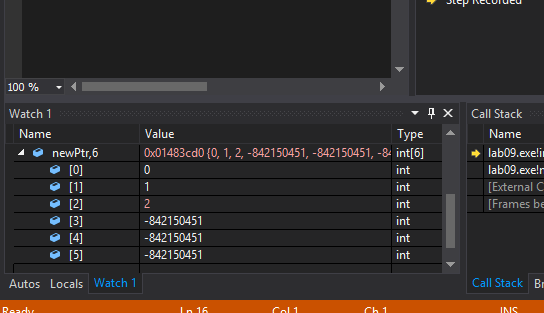 Step Recorded
100 %
Watch 1
Call Stack
Name Value Type
Name
newPtr,6 0x01483cd0 {0, 1, 2, -842150451, -842150451, -84 int[6]
[0] 0 int
[1] 1 int
[2] 2 int
[3] -842150451 int
[4] -842150451 int
[5] -842150451 int
lab09.exe!in
lab09.exe!n
[External C
[Frames be
Autos Locals Watch 1
Call Stack Br
Ready Ln 16 Col 1 Ch 1 INS